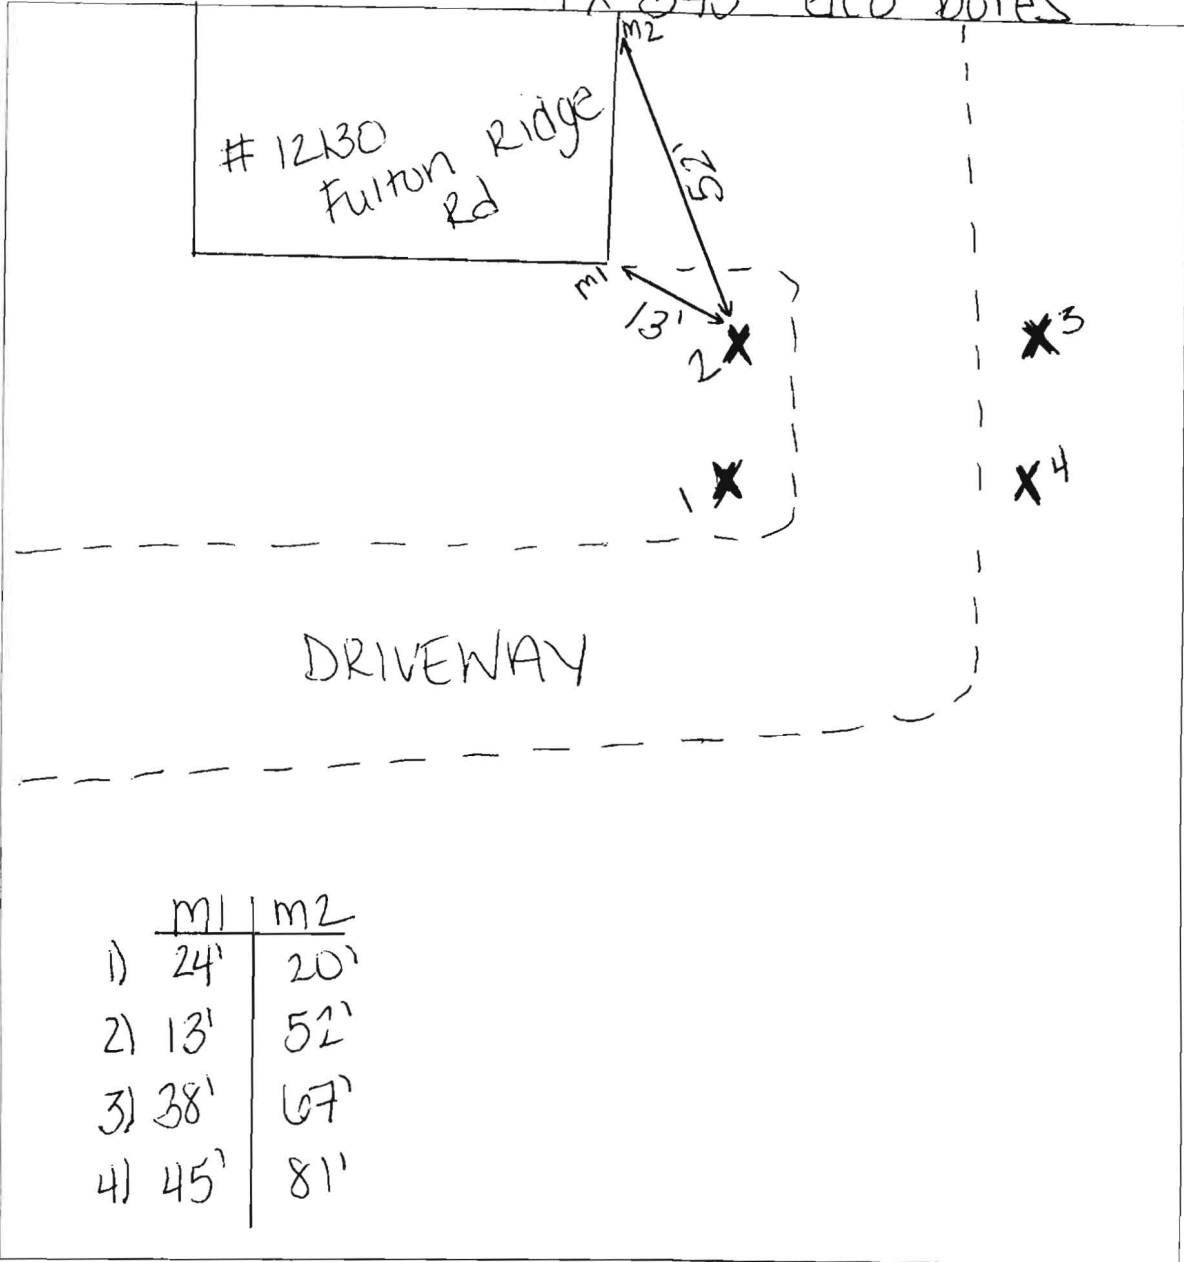 bores
m2
# 12130
Fulton Ridge
Rd
52'
m1
13'
2
3
1
4
DRIVEWAY
m1 m2
1) 24' 20'
2) 13' 52'
3) 38' 67'
4) 45' 81'